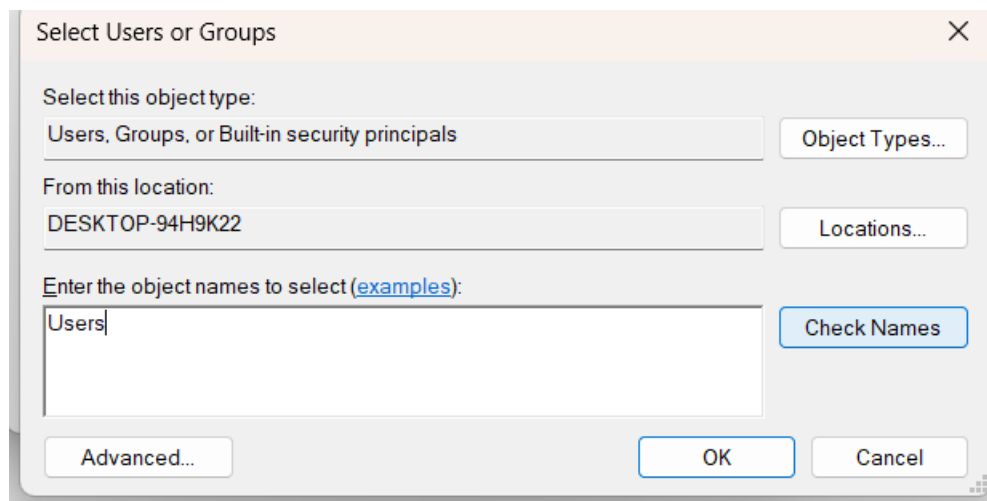 Select Users or Groups
Select this object type:
Users, Groups, or Built-in security principals
Object Types...
From this location:
DESKTOP-94H9K22
Locations...
Enter the object names to select (examples):
Users
Check Names
Advanced...
OK
Cancel